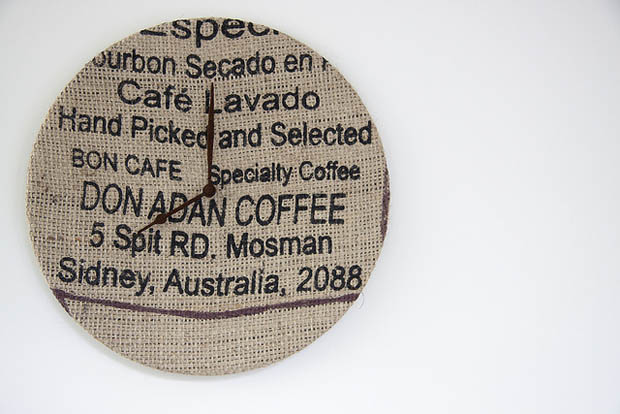 Especi
ourbon Secado en P
Café Lavado
Hand Picked and Selected
BON CAFE Specialty Coffee
DON ADAN COFFEE
5 Spit RD. Mosman
Sidney, Australia, 2088